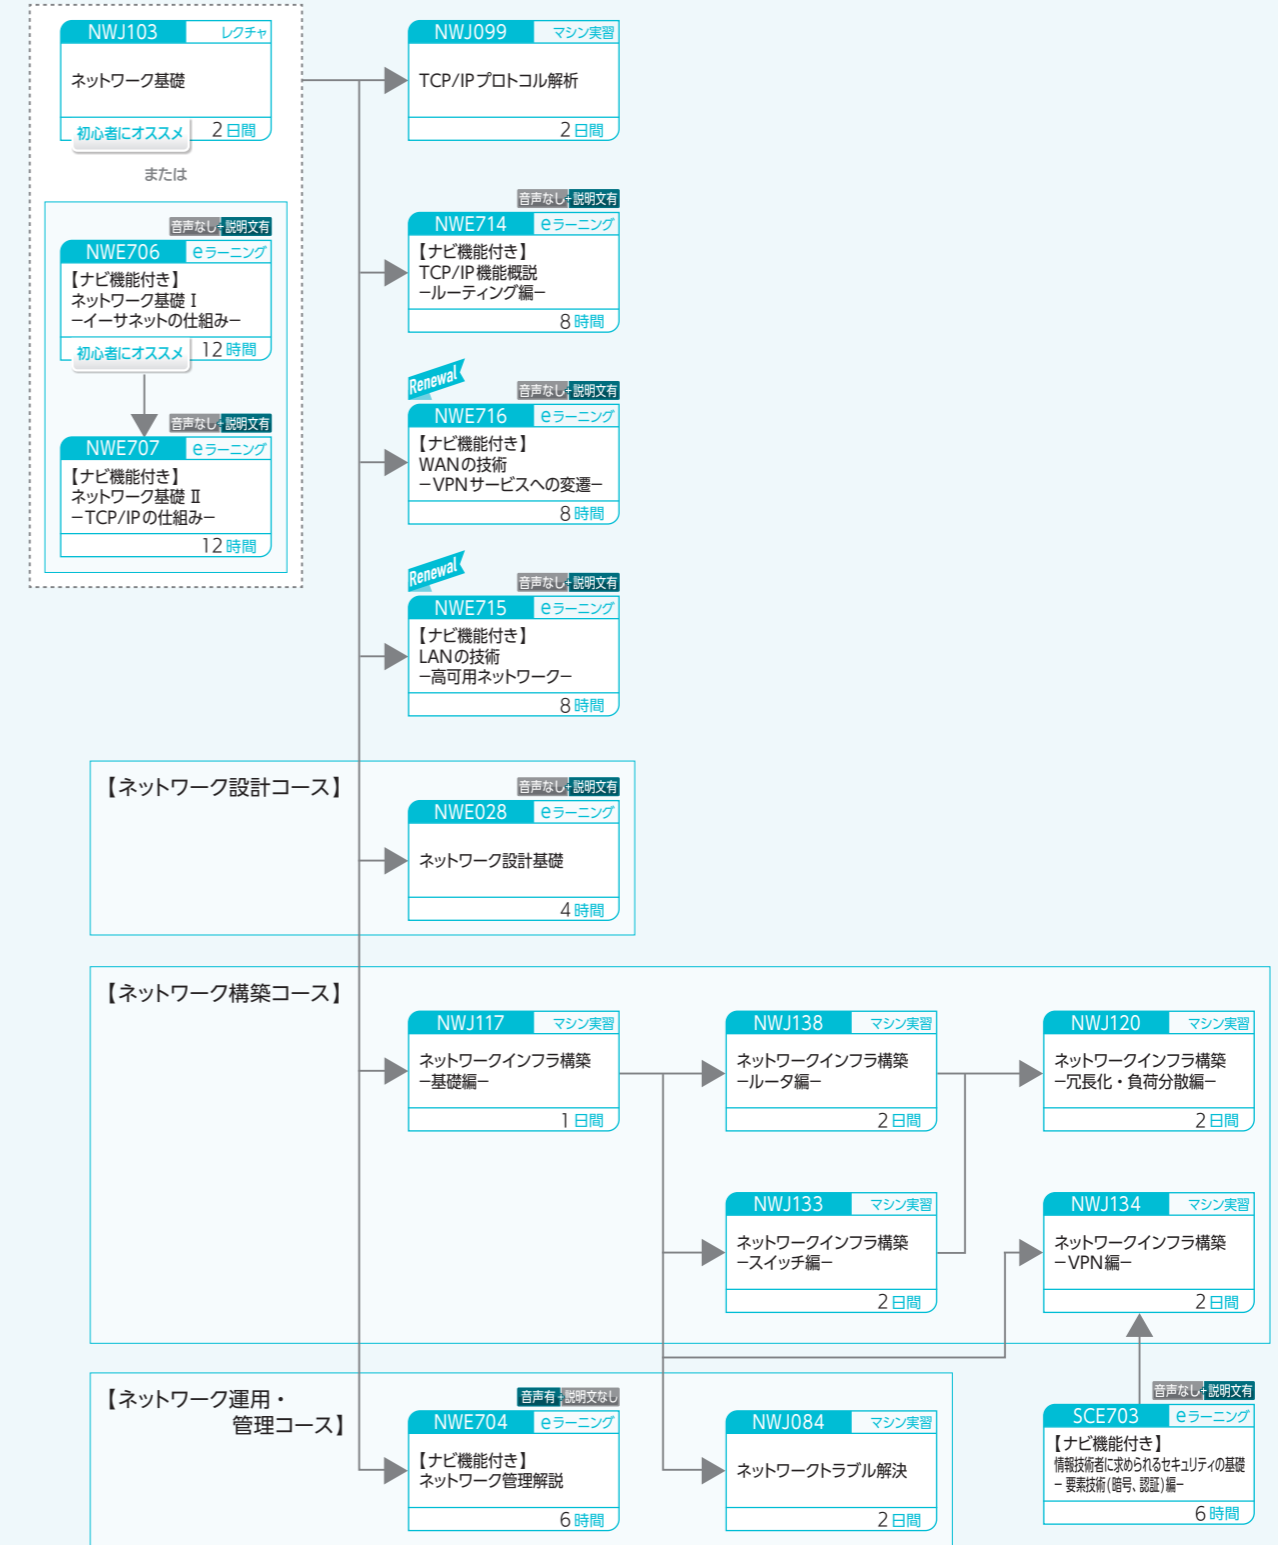 NWJ103 レクチャ
ネットワーク基礎
初心者にオススメ 2日間
または
音声なし+説明文有
NWE706 eラーニング
【ナビ機能付き】
ネットワーク基礎 Ⅰ
−イーサネットの仕組み−
初心者にオススメ 12時間
音声なし+説明文有
NWE707 eラーニング
【ナビ機能付き】
ネットワーク基礎 Ⅱ
−TCP/IPの仕組み−
12時間
NWJ099 マシン実習
TCP/IPプロトコル解析
2日間
音声なし+説明文有
NWE714 eラーニング
【ナビ機能付き】
TCP/IP機能概説
−ルーティング編−
8時間
Renewal
音声なし+説明文有
NWE716 eラーニング
【ナビ機能付き】
WANの技術
−VPNサービスへの変遷−
8時間
Renewal
音声なし+説明文有
NWE715 eラーニング
【ナビ機能付き】
LANの技術
−高可用ネットワーク−
8時間
【ネットワーク設計コース】
音声なし+説明文有
NWE028 eラーニング
ネットワーク設計基礎
4時間
【ネットワーク構築コース】
NWJ117 マシン実習
ネットワークインフラ構築
−基礎編−
1日間
NWJ138 マシン実習
ネットワークインフラ構築
−ルータ編−
2日間
NWJ120 マシン実習
ネットワークインフラ構築
−冗長化・負荷分散編−
2日間
NWJ133 マシン実習
ネットワークインフラ構築
−スイッチ編−
2日間
NWJ134 マシン実習
ネットワークインフラ構築
−VPN編−
2日間
【ネットワーク運用・
管理コース】
音声有+説明文なし
NWE704 eラーニング
【ナビ機能付き】
ネットワーク管理解説
6時間
NWJ084 マシン実習
ネットワークトラブル解決
2日間
音声なし+説明文有
SCE703 eラーニング
【ナビ機能付き】
情報技術者に求められるセキュリティの基礎
− 要素技術(暗号、認証)編−
6時間